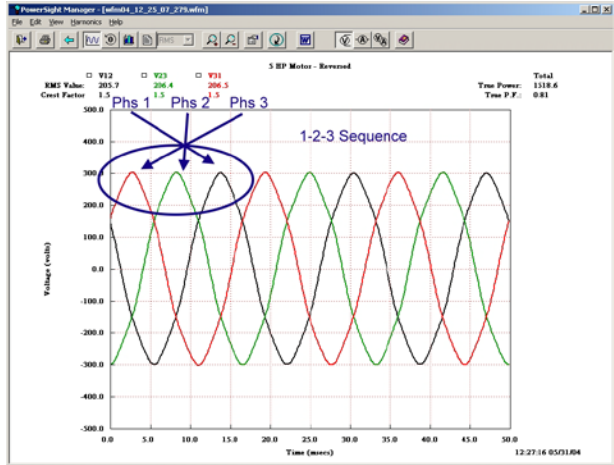 PowerSight Manager - [wfm04_12_25_07_279.wfm]
File Edit View Harmonics Help
RMS
5 HP Motor - Reversed
V12 V23 V31 Total
RMS Value: 205.7 206.4 206.5 True Power: 1518.6
Crest Factor 1.5 1.5 1.5 True P.F.: 0.81
Phs 1 Phs 2 Phs 3
1-2-3 Sequence
Voltage (volts)
500.0
400.0
300.0
200.0
100.0
0.0
-100.0
-200.0
-300.0
-400.0
-500.0
0.0 5.0 10.0 15.0 20.0 25.0 30.0 35.0 40.0 45.0 50.0
Time (msecs)
12:27:16 05/31/04